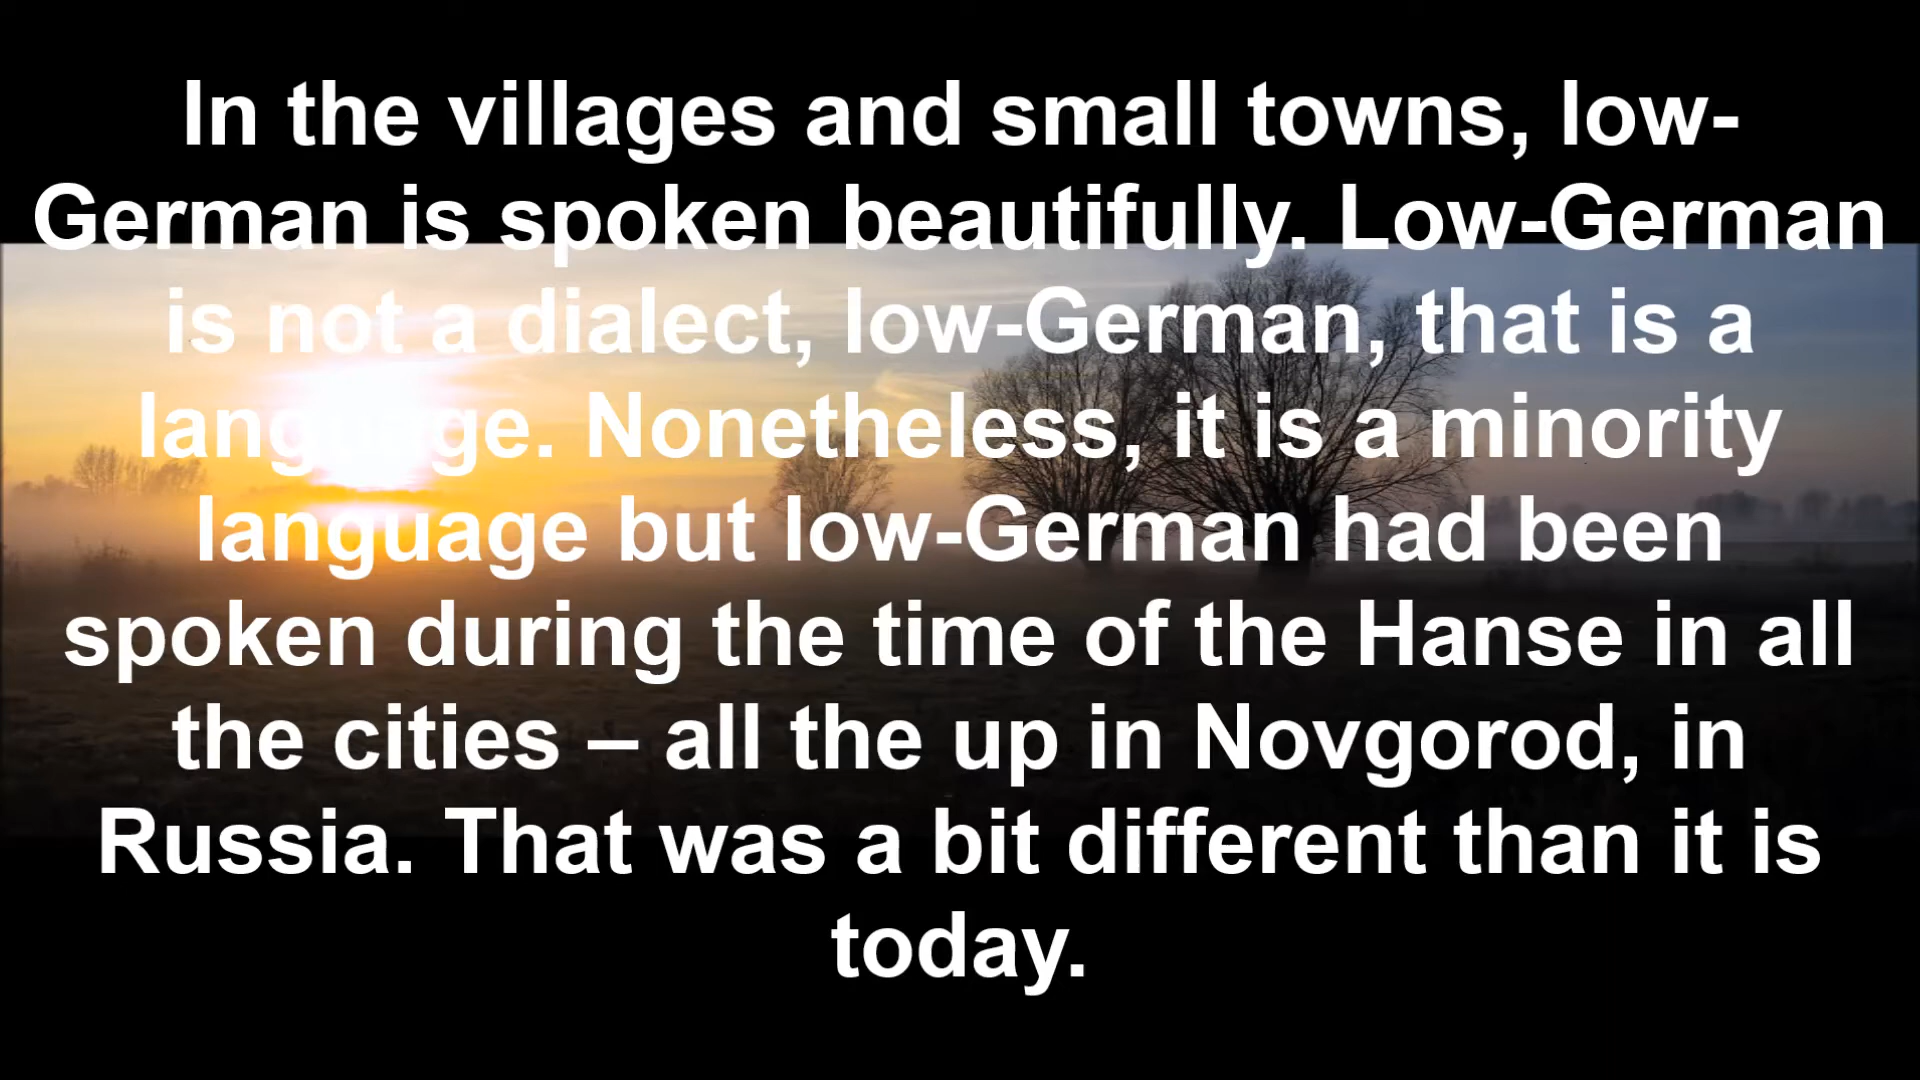 In the villages and small towns, low-
German is spoken beautifully. Low-German
is not a dialect, low-German, that is a
language. Nonetheless, it is a minority
language but low-German had been
spoken during the time of the Hanse in all
the cities – all the up in Novgorod, in
Russia. That was a bit different than it is
today.